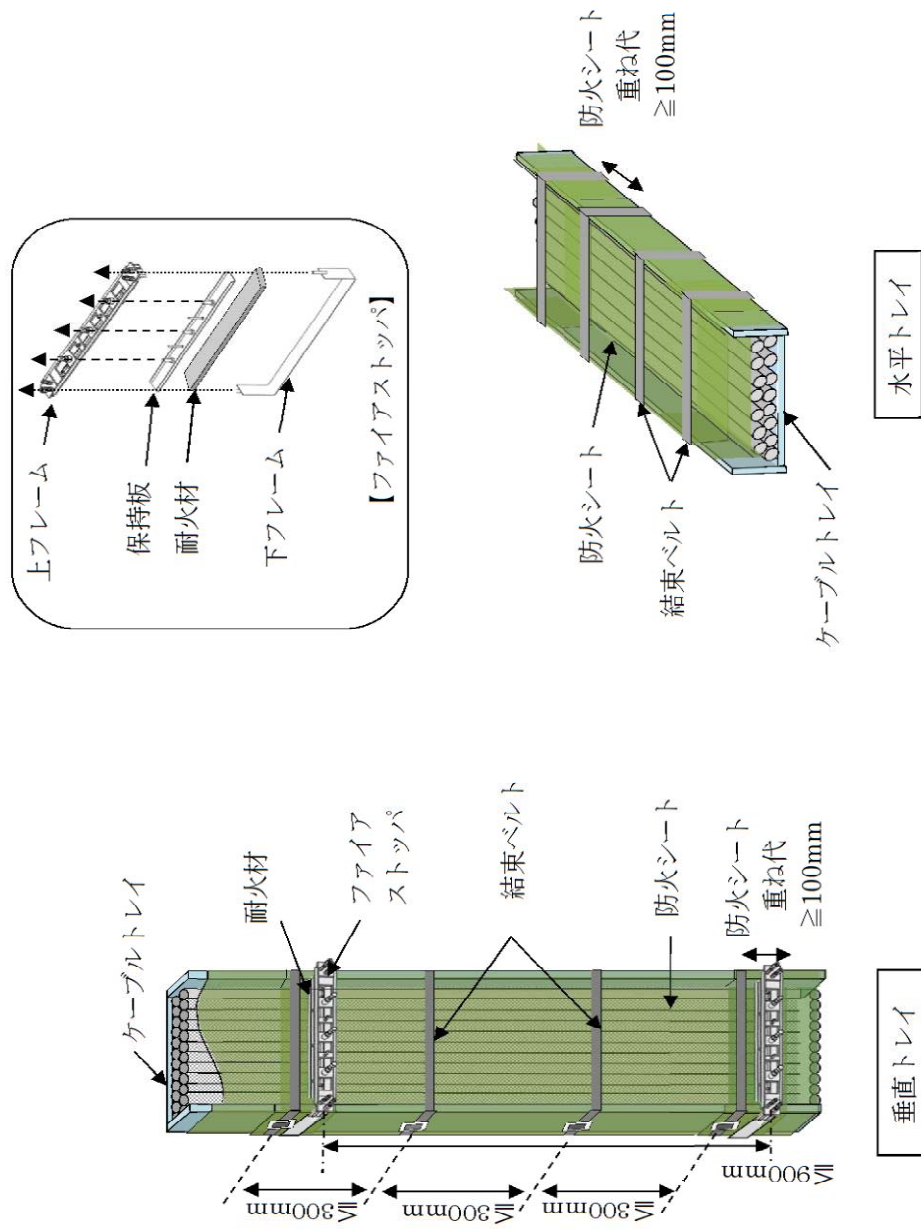 上フレーム
保持板
耐火材
下フレーム
【ファイアストッパ】
防火シート
重ね代
≧100mm
防火シート
結束ベルト
ケーブルトレイ
水平トレイ
ケーブルトレイ
耐火材
ファイア
ストッパ
結束ベルト
防火シート
防火シート
重ね代
≧100mm
≦300mm
≦300mm
≦300mm
≦900mm
垂直トレイ